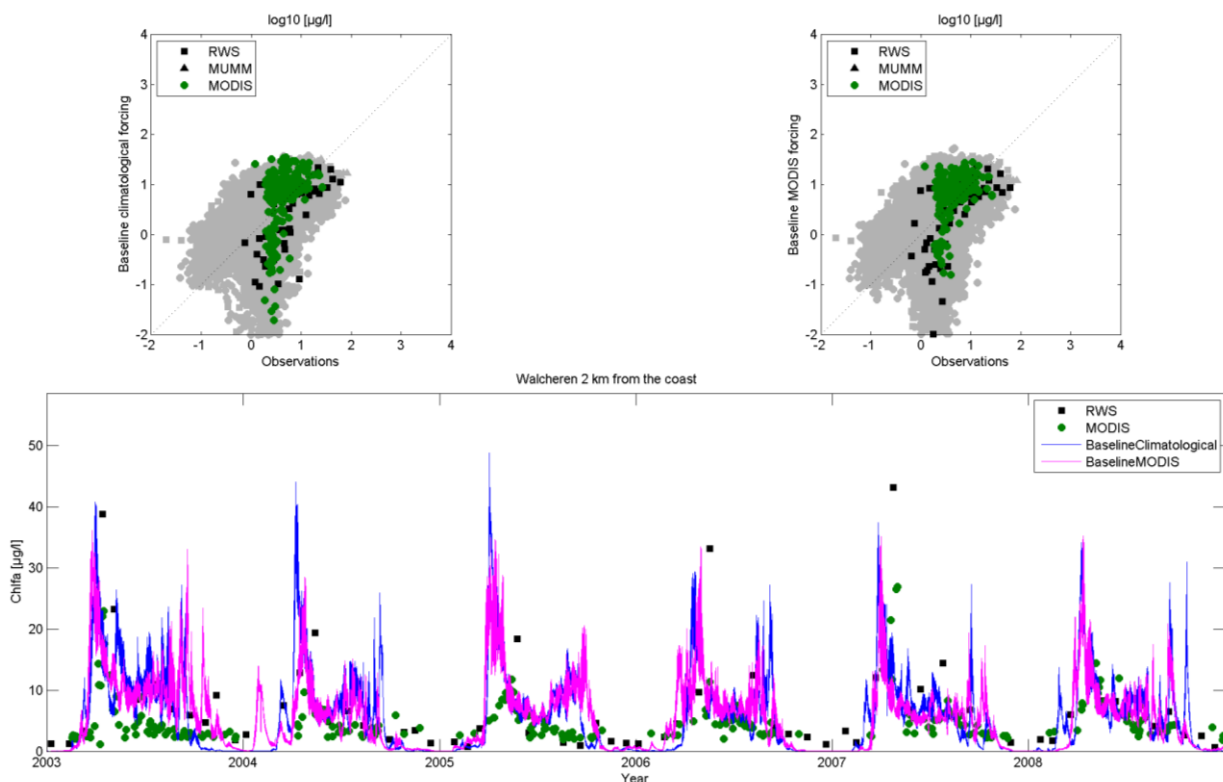 log10 [µg/l]
RWS
MUMM
MODIS
Baseline climatological forcing
4
3
2
1
0
-1
-2
-2 -1 0 1 2 3 4
Observations
log10 [µg/l]
RWS
MUMM
MODIS
Baseline MODIS forcing
4
3
2
1
0
-1
-2
-2 -1 0 1 2 3 4
Observations
Walcheren 2 km from the coast
RWS
MODIS
BaselineClimatological
BaselineMODIS
Chlfa [µg/l]
50
40
30
20
10
0
2003 2004 2005 2006 2007 2008
Year